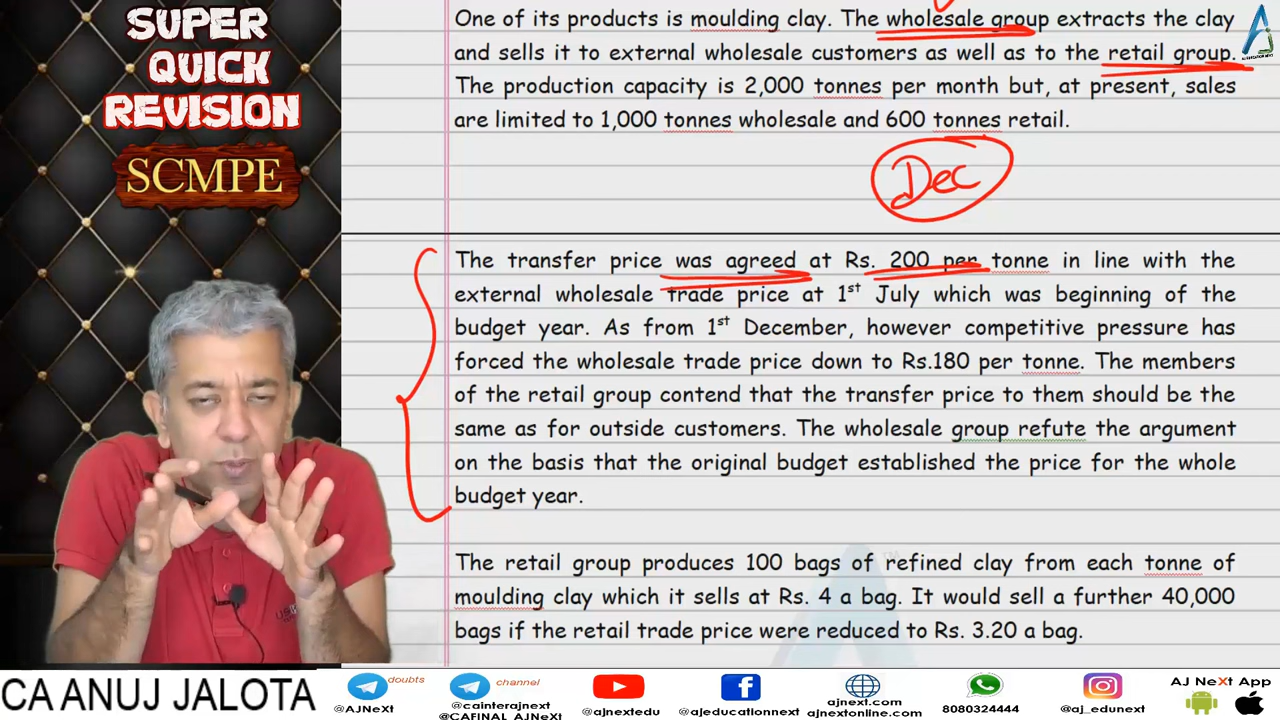 SUPER
QUICK
REVISION
SCMPE
One of its products is moulding clay. The wholesale group extracts the clay
and sells it to external wholesale customers as well as to the retail group.
The production capacity is 2,000 tonnes per month but, at present, sales
are limited to 1,000 tonnes wholesale and 600 tonnes retail.
Dec
The transfer price was agreed at Rs. 200 per tonne in line with the
external wholesale trade price at 1st July which was beginning of the
budget year. As from 1st December, however competitive pressure has
forced the wholesale trade price down to Rs.180 per tonne. The members
of the retail group contend that the transfer price to them should be the
same as for outside customers. The wholesale group refute the argument
on the basis that the original budget established the price for the whole
budget year.
The retail group produces 100 bags of refined clay from each tonne of
moulding clay which it sells at Rs. 4 a bag. It would sell a further 40,000
bags if the retail trade price were reduced to Rs. 3.20 a bag.
CA ANUJ JALOTA
doubts
@AJNeXt
channel
@cainterajnext
@CAFINAL_AJNeXt
@ajnextedu
@ajeducationnext
ajnext.com
ajnextonline.com
8080324444
@aj_edunext
AJ NeXt App